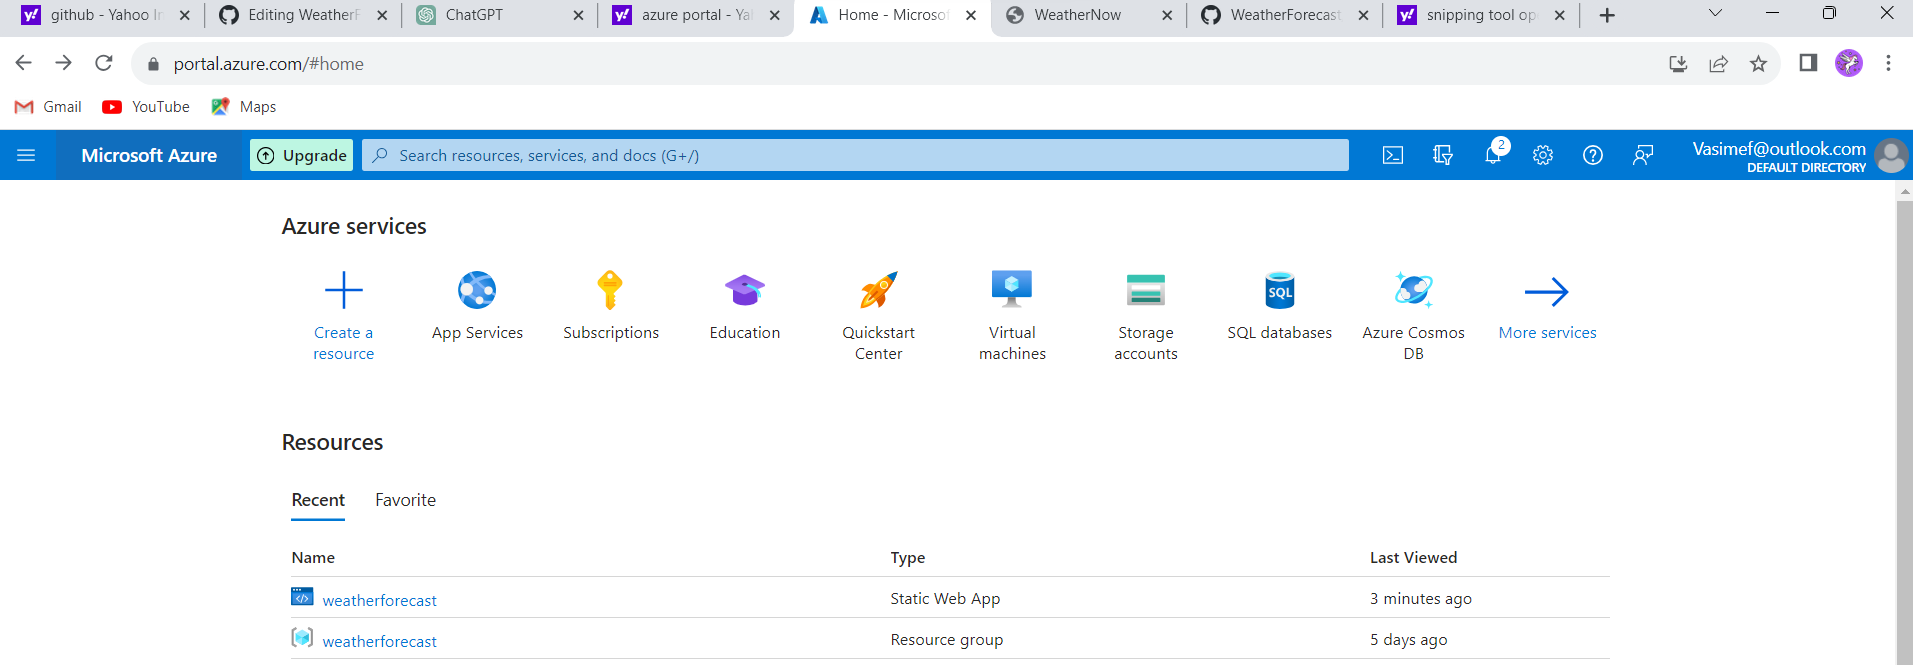 github - Yahoo In
Editing WeatherF
ChatGPT
azure portal - Yah
Home - Microsof
WeatherNow
WeatherForecast
snipping tool op
portal.azure.com/#home
Gmail
YouTube
Maps
Microsoft Azure
Upgrade
Search resources, services, and docs (G+/)
2
Vasimef@outlook.com
DEFAULT DIRECTORY
Azure services
Create a
resource
App Services
Subscriptions
Education
Quickstart
Center
Virtual
machines
Storage
accounts
SQL
SQL databases
Azure Cosmos
DB
More services
Resources
Recent
Favorite
Name
Type
Last Viewed
weatherforecast
Static Web App
3 minutes ago
weatherforecast
Resource group
5 days ago